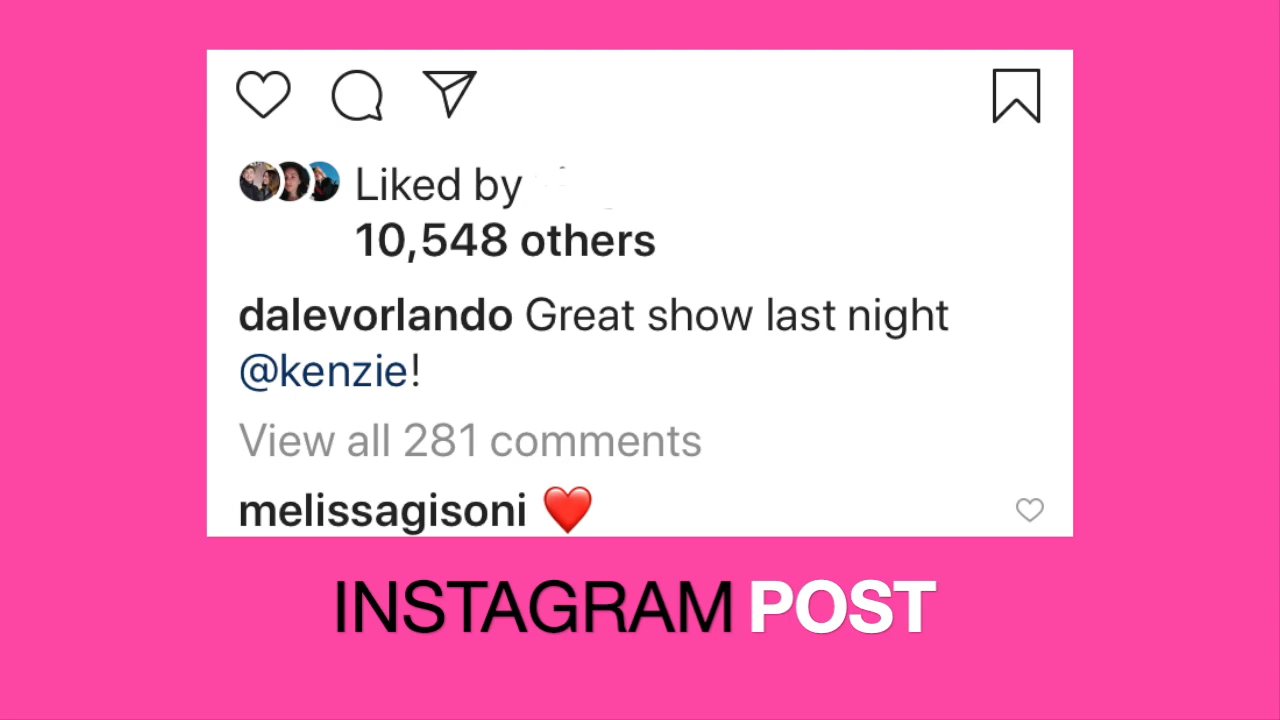 Liked by
10,548 others
dalevorlando Great show last night
@kenzie!
View all 281 comments
melissagisoni ❤️
INSTAGRAM POST